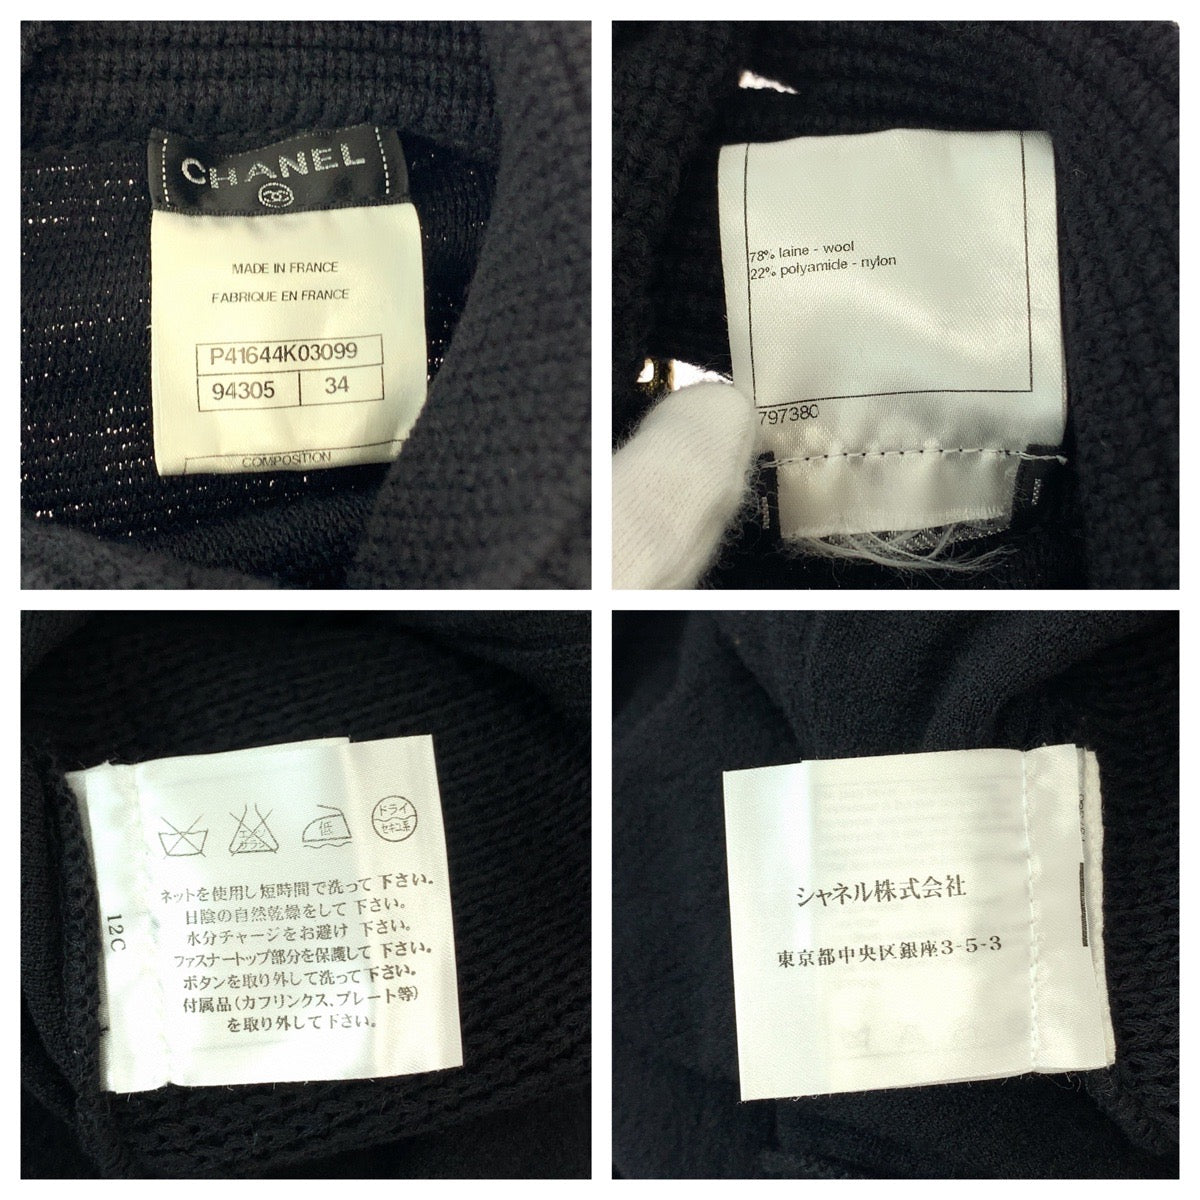 CHANEL
MADE IN FRANCE
FABRIQUE EN FRANCE
P41644K03099
94305 34
COMPOSITION
78% laine - wool
22% polyamide - nylon
797380
エンソ
サラシ
低
ドライ
セキユ系
ネットを使用し短時間で洗って下さい。
日陰の自然乾燥をして下さい。
水分チャージをお避け下さい。
ファスナートップ部分を保護して下さい。
ボタンを取り外して洗って下さい。
付属品(カフリンクス、プレート等)
を取り外して下さい。
12C
シャネル株式会社
東京都中央区銀座3-5-3